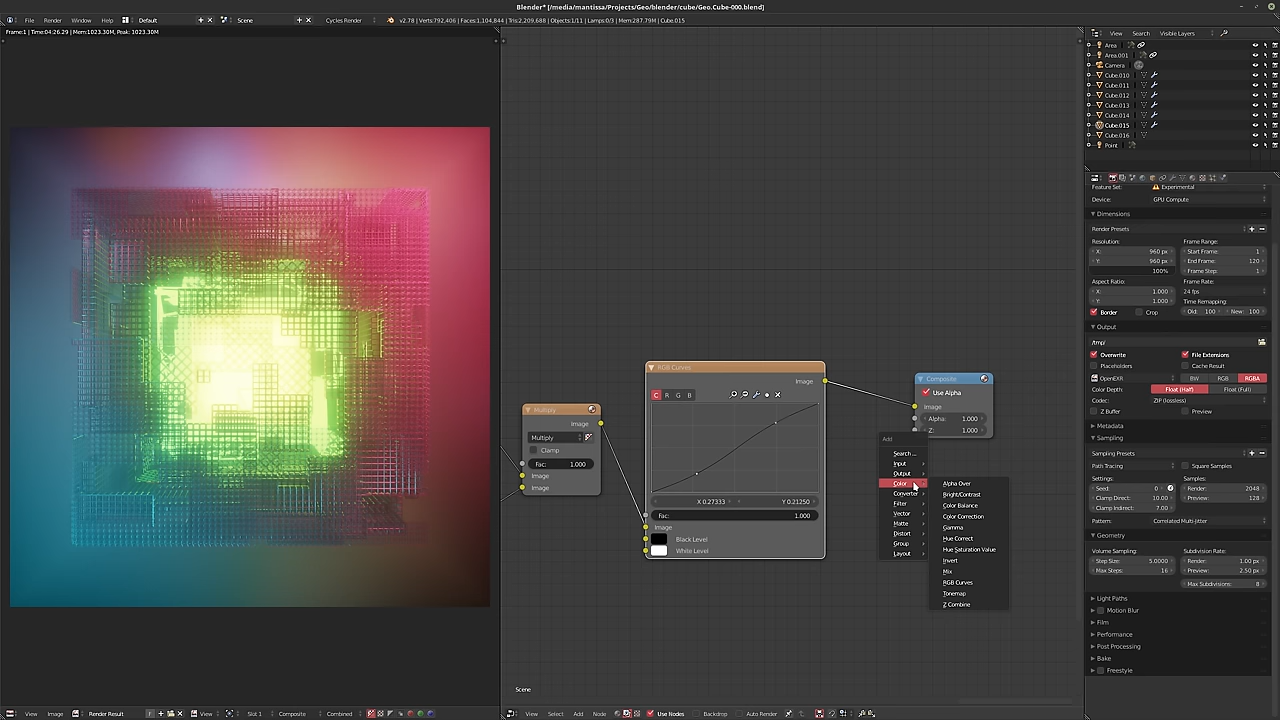 Blender* [/media/mantissa/Projects/Geo/blender/cube/Geo.Cube-000.blend]
File Render Window Help Default Scene Cycles Render v2.78 | Verts:792,406 | Faces:1,104,844 | Tris:2,209,688 | Objects:1/11 | Lamps:0/3 | Mem:287.79M | Cube.015
Frame:1 | Time:04:26.29 | Mem:1023.30M, Peak: 1023.30M
View Search Visible Layers
Area
Area.001
Camera
Cube.010
Cube.011
Cube.012
Cube.013
Cube.014
Cube.015
Cube.016
Point
Feature Set: Experimental
Device: GPU Compute
Dimensions
Render Presets
Resolution: Frame Range:
X: 960 px Start Frame: 1
Y: 960 px End Frame: 120
100% Frame Step: 1
Aspect Ratio: Frame Rate:
X: 1.000 24 fps
Y: 1.000 Time Remapping:
Border Crop Old: 100 New: 100
Output
/tmp/
Overwrite File Extensions
Placeholders Cache Result
OpenEXR BW RGB RGBA
Color Depth: Float (Half) Float (Full)
Codec: ZIP (lossless)
Z Buffer Preview
Metadata
Sampling
Sampling Presets
Path Tracing Square Samples
Settings: Samples:
Seed: 0 Render: 2048
Clamp Direct: 10.00 Preview: 128
Clamp Indirect: 7.00
Pattern: Correlated Multi-Jitter
Geometry
Volume Sampling: Subdivision Rate:
Step Size: 5.0000 Render: 1.00 px
Max Steps: 16 Preview: 2.50 px
Max Subdivisions: 8
Light Paths
Motion Blur
Film
Performance
Post Processing
Bake
Freestyle
Multiply
Image
Multiply
Clamp
Fac: 1.000
Image
Image
RGB Curves
Image
C R G B
X 0.27333 Y 0.21250
Fac: 1.000
Image
Black Level
White Level
Composite
Use Alpha
Image
Alpha: 1.000
Z: 1.000
Add
Search ...
Input
Output
Color
Converter
Filter
Vector
Matte
Distort
Group
Layout
Alpha Over
Bright/Contrast
Color Balance
Color Correction
Gamma
Hue Correct
Hue Saturation Value
Invert
Mix
RGB Curves
Tonemap
Z Combine
Scene
View Image Render Result F View Slot 1 Composite Combined
View Select Add Node Use Nodes Backdrop Auto Render